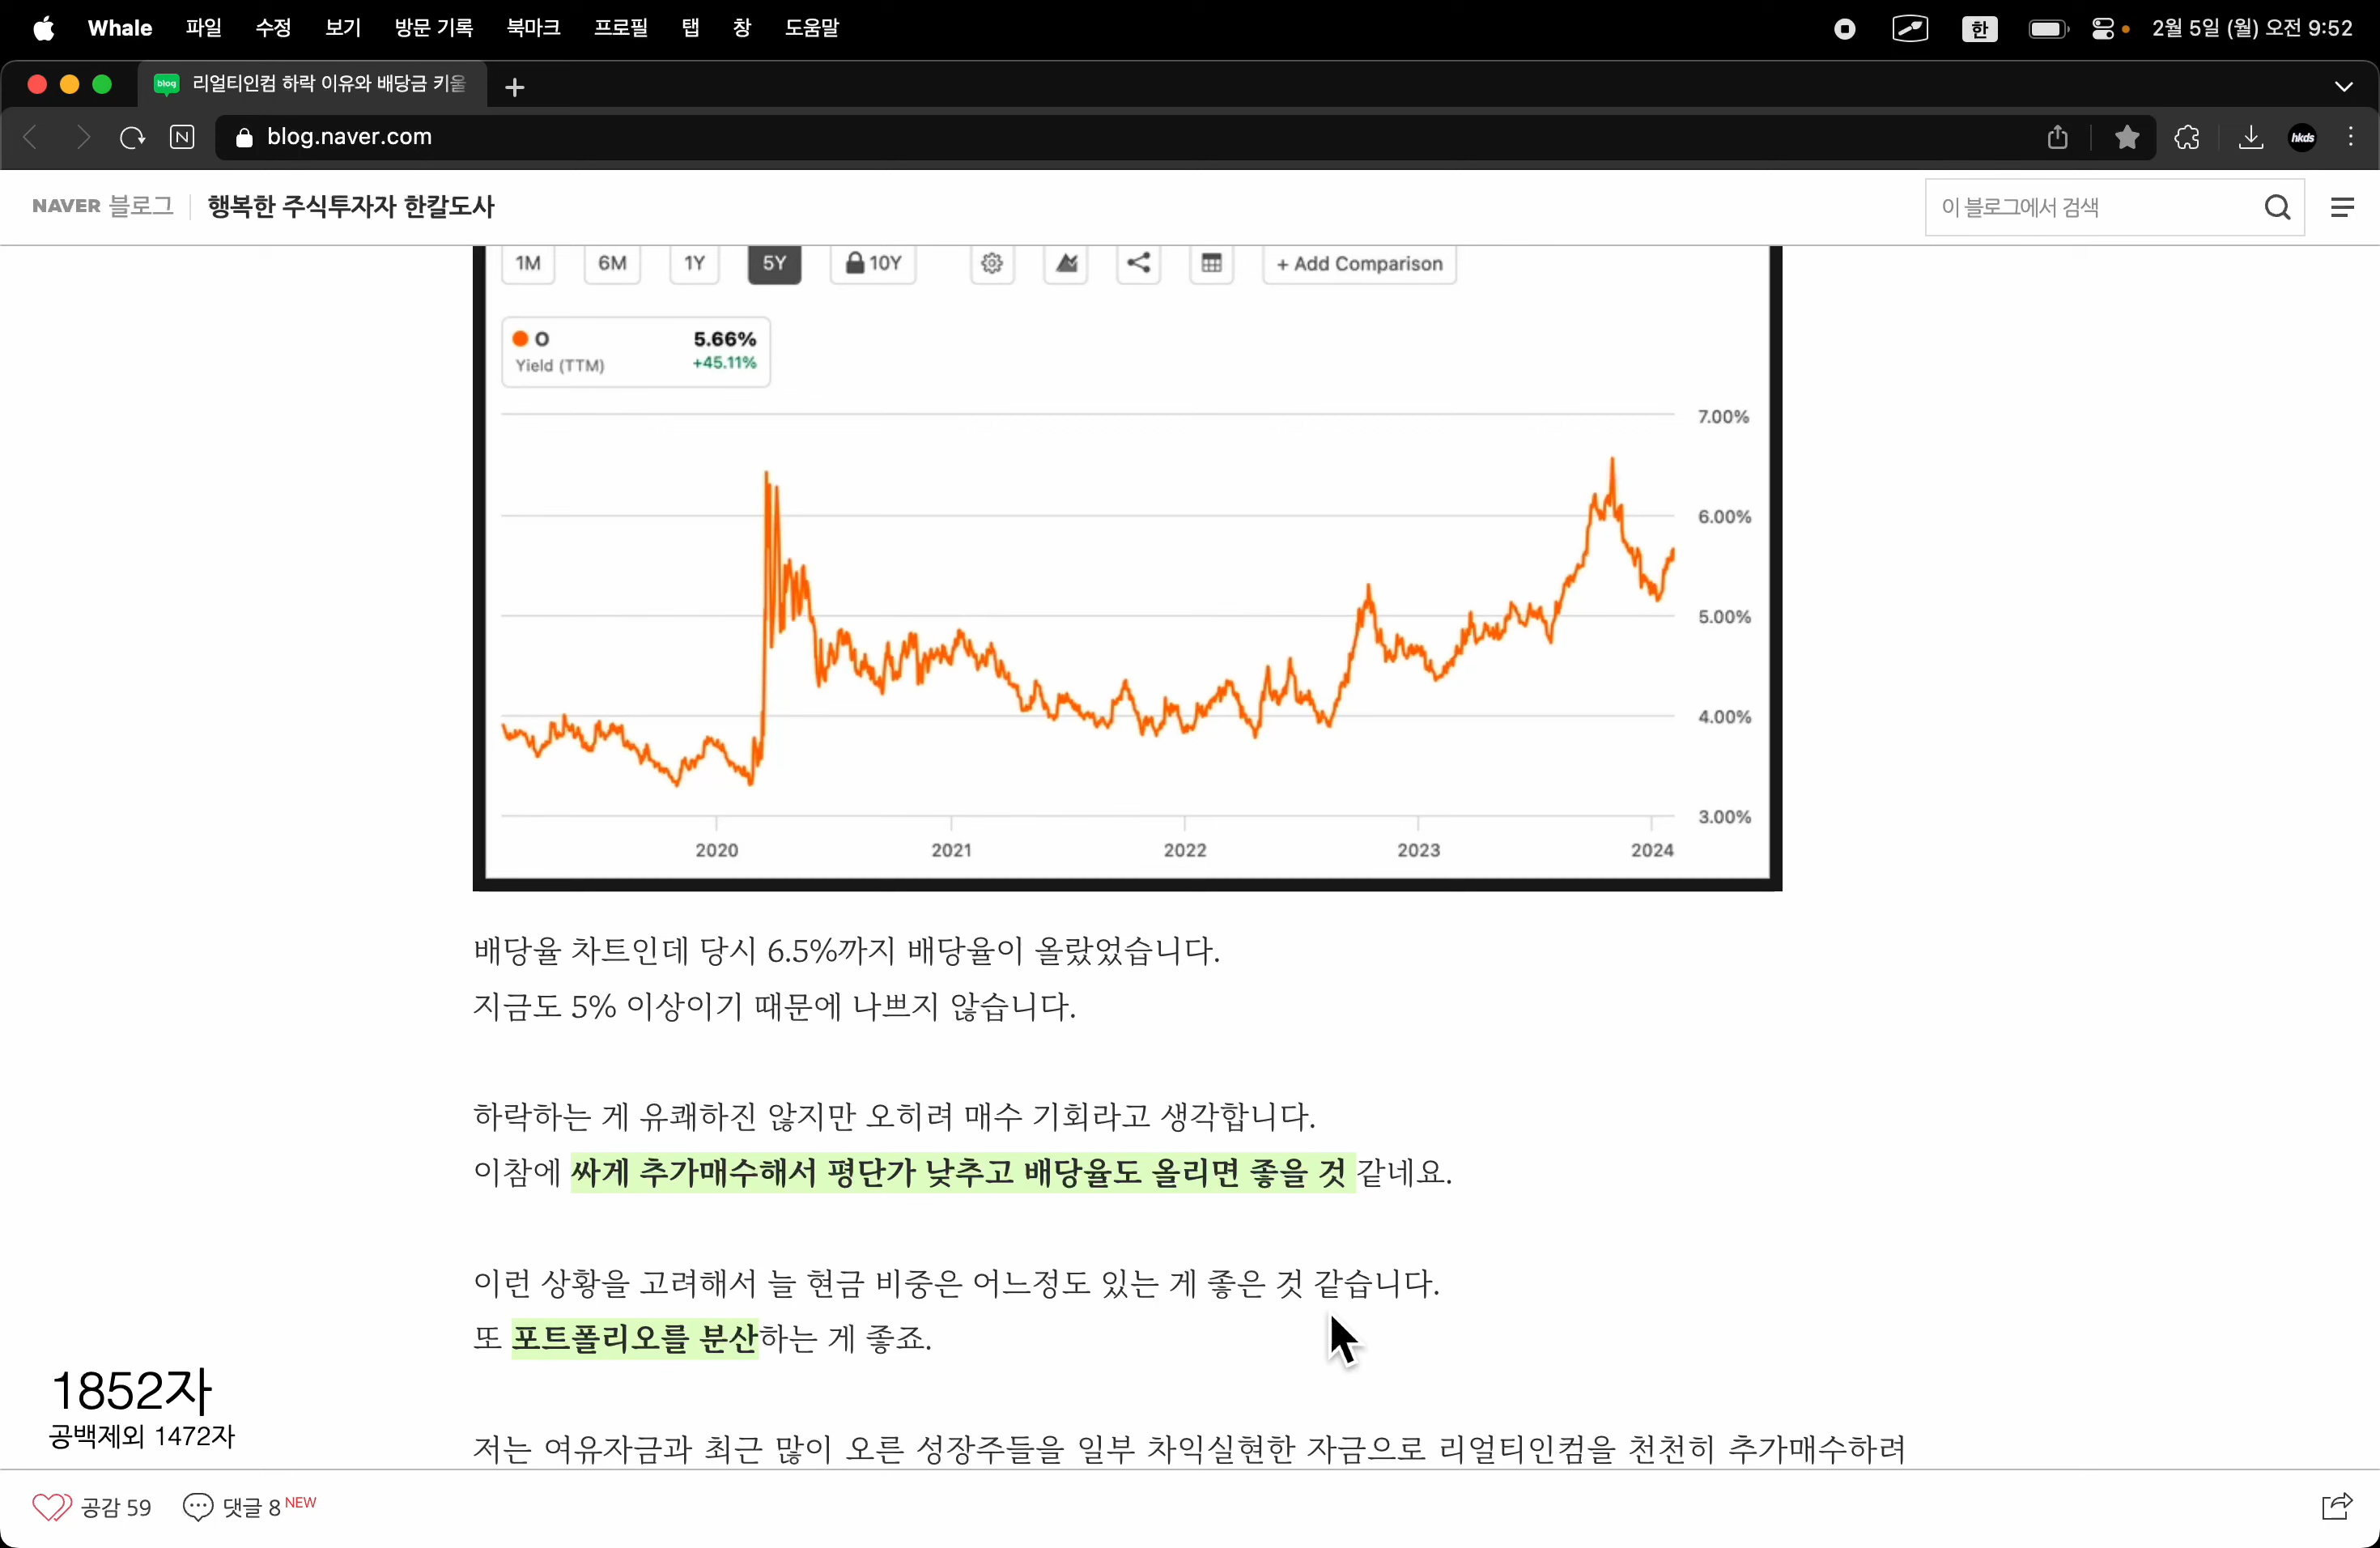 Whale 파일 수정 보기 방문 기록 북마크 프로필 탭 창 도움말 한 2월 5일 (월) 오전 9:52
blog 리얼티인컴 하락 이유와 배당금 키울
N blog.naver.com hkds
NAVER 블로그 행복한 주식투자자 한칼도사 이 블로그에서 검색
1M 6M 1Y 5Y 10Y + Add Comparison
O 5.66%
Yield (TTM) +45.11%
7.00%
6.00%
5.00%
4.00%
3.00%
2020 2021 2022 2023 2024
배당율 차트인데 당시 6.5%까지 배당율이 올랐었습니다.
지금도 5% 이상이기 때문에 나쁘지 않습니다.
하락하는 게 유쾌하진 않지만 오히려 매수 기회라고 생각합니다.
이참에 싸게 추가매수해서 평단가 낮추고 배당율도 올리면 좋을 것 같네요.
이런 상황을 고려해서 늘 현금 비중은 어느정도 있는 게 좋은 것 같습니다.
또 포트폴리오를 분산하는 게 좋죠.
저는 여유자금과 최근 많이 오른 성장주들을 일부 차익실현한 자금으로 리얼티인컴을 천천히 추가매수하려
1852자
공백제외 1472자
공감 59 댓글 8 NEW